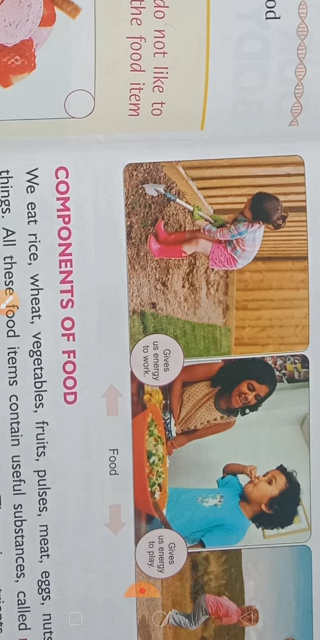 od
do not like to
the food item
Gives
us energy
to work.
Food
Gives
us energy
to play.
COMPONENTS OF FOOD
We eat rice, wheat, vegetables, fruits, pulses, meat, eggs, nuts
things. All these food items contain useful substances, called